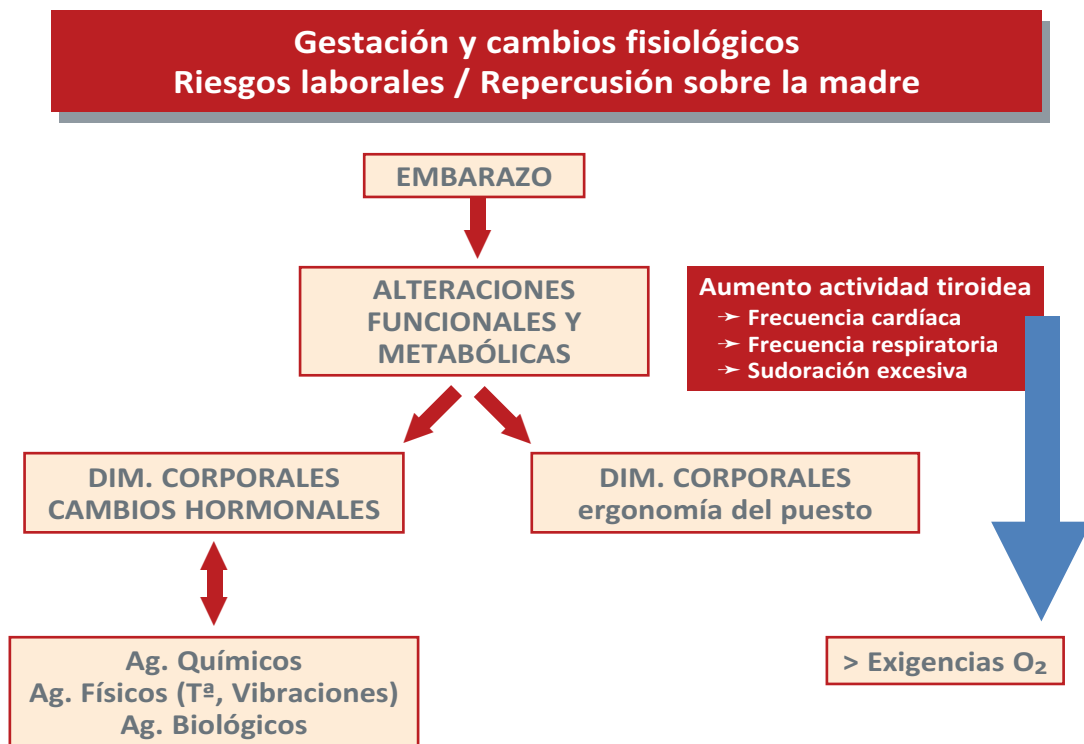 Gestación y cambios fisiológicos
Riesgos laborales / Repercusión sobre la madre
EMBARAZO
ALTERACIONES
FUNCIONALES Y
METABÓLICAS
Aumento actividad tiroidea
➛ Frecuencia cardíaca
➛ Frecuencia respiratoria
➛ Sudoración excesiva
DIM. CORPORALES
CAMBIOS HORMONALES
DIM. CORPORALES
ergonomía del puesto
Ag. Químicos
Ag. Físicos (Tª, Vibraciones)
Ag. Biológicos
> Exigencias O₂